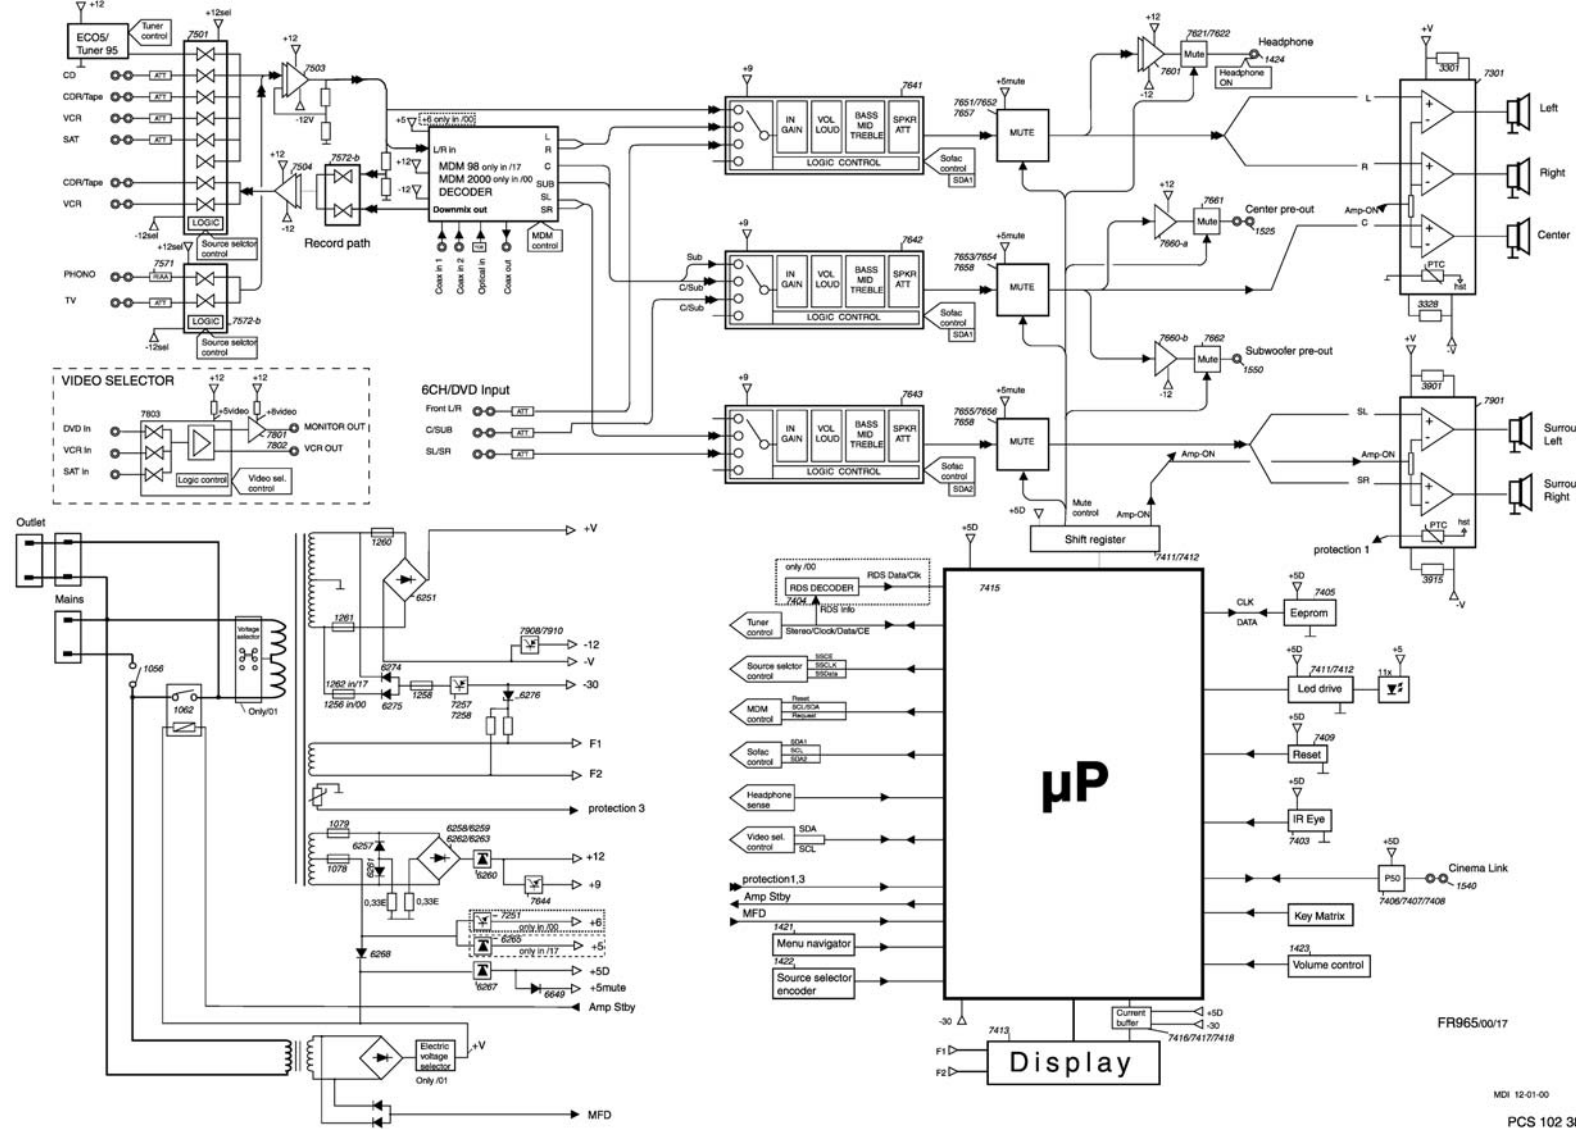 +12
ECO5/
Tuner 95
Tuner
control
+12sel
7501
CD
ATT
CDR/Tape
ATT
VCR
ATT
SAT
ATT
CDR/Tape
VCR
LOGIC
-12sel
Source selctor
control
+12sel
PHONO
7571
RIAA
TV
ATT
LOGIC
7572-b
-12sel
Source selctor
control
+12
7503
-12V
+12
7504
-12
7572-b
Record path
+5
+6 only in /00
L/R in
+12
-12
MDM 98 only in /17
MDM 2000 only in /00
DECODER
Downmix out
L
R
C
SUB
SL
SR
MDM
control
Coax in 1
Coax in 2
Optical in
Coax out
+9
7641
IN
GAIN
VOL
LOUD
BASS
MID
TREBLE
SPKR
ATT
LOGIC CONTROL
Sofac
control
SDA1
+5mute
7651/7652
7657
MUTE
+12
7601
-12
7621/7622
Mute
Headphone
1424
Headphone
ON
+9
7642
Sub
C/Sub
C/Sub
IN
GAIN
VOL
LOUD
BASS
MID
TREBLE
SPKR
ATT
LOGIC CONTROL
Sofac
control
SDA1
+5mute
7653/7654
7658
MUTE
+12
7660-a
7661
Mute
Center pre-out
1525
7660-b
-12
7662
Mute
Subwoofer pre-out
1550
+9
7643
IN
GAIN
VOL
LOUD
BASS
MID
TREBLE
SPKR
ATT
LOGIC CONTROL
Sofac
control
SDA2
+5mute
7655/7656
7658
MUTE
+V
3301
7301
L
R
C
Amp-ON
PTC
hst
3328
-V
Left
Right
Center
+V
3901
7901
SL
SR
Amp-ON
Amp-ON
PTC
hst
protection 1
3915
-V
Surrou
Left
Surrou
Right
VIDEO SELECTOR
+12
+12
+5video
+8video
7803
DVD In
VCR In
SAT In
7801
7802
MONITOR OUT
VCR OUT
Logic control
Video sel.
control
6CH/DVD Input
Front L/R
ATT
C/SUB
ATT
SL/SR
ATT
Mute
control
+5D
Amp-ON
Shift register
7411/7412
Outlet
Mains
1056
1062
Voltage
selector
Only/01
1260
6251
+V
1261
7908/7910
-12
-V
6274
1262 in/17
1256 in/00
6275
1258
7257
7258
6276
-30
F1
F2
protection 3
1079
6257
1078
6261
6258/6259
6262/6263
0,33E
0,33E
6260
+12
7644
+9
7251
only in /00
+6
6265
only in /17
+5
6268
6267
+5D
6649
+5mute
Amp Stby
Electric
voltage
selector
Only /01
+V
MFD
+5D
7415
µP
only /00
RDS DECODER
7404
RDS Data/Clk
RDS Info
Tuner
control
Stereo/Clock/Data/CE
Source selctor
control
SSCE
SSCLK
SSData
MDM
control
Reset
SCL/SDA
Request
Sofac
control
SDA1
SCL
SDA2
Headphone
sense
Video sel.
control
SDA
SCL
protection1,3
Amp Stby
MFD
1421
Menu navigator
1422
Source selector
encoder
CLK
DATA
+5D
7405
Eeprom
+5D
7411/7412
Led drive
11x
+5
+5D
7409
Reset
+5D
IR Eye
7403
+5D
P50
Cinema Link
1540
7406/7407/7408
Key Matrix
1423
Volume control
-30
7413
F1
F2
Display
Current
buffer
+5D
-30
7416/7417/7418
FR965/00/17
MDI 12-01-00
PCS 102 38